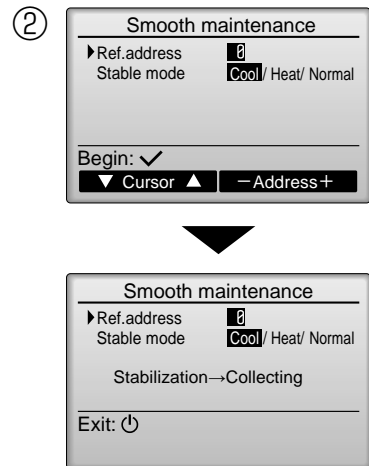 ②
Smooth maintenance
Ref.address 0
Stable mode Cool / Heat/ Normal
Begin: ✓
▼ Cursor ▲ −Address+
Smooth maintenance
Ref.address 0
Stable mode Cool / Heat/ Normal
Stabilization→Collecting
Exit: ⏻